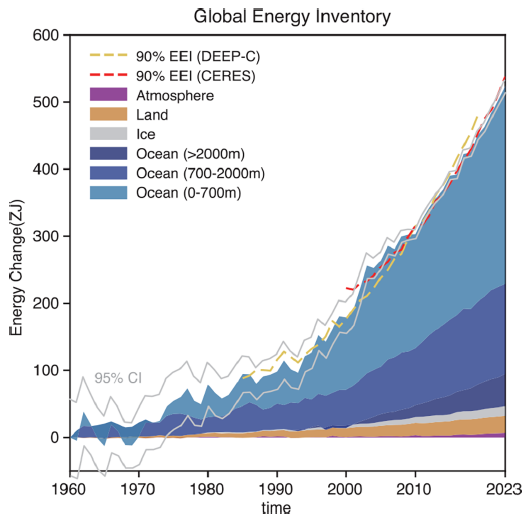 Global Energy Inventory
600
500
400
300
200
100
0
Energy Change(ZJ)
90% EEI (DEEP-C)
90% EEI (CERES)
Atmosphere
Land
Ice
Ocean (>2000m)
Ocean (700-2000m)
Ocean (0-700m)
95% CI
1960 1970 1980 1990 2000 2010 2023
time